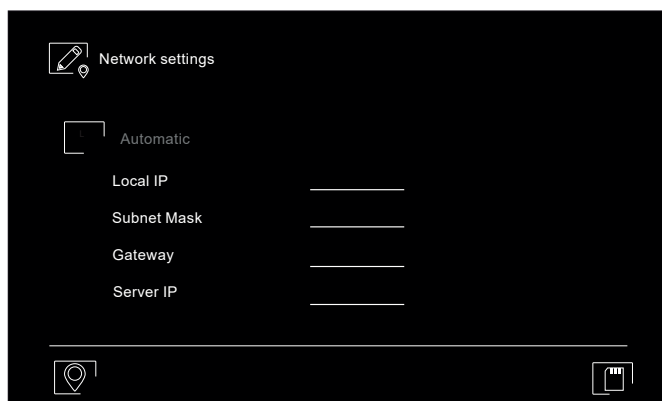 Network settings
Automatic
Local IP
Subnet Mask
Gateway
Server IP